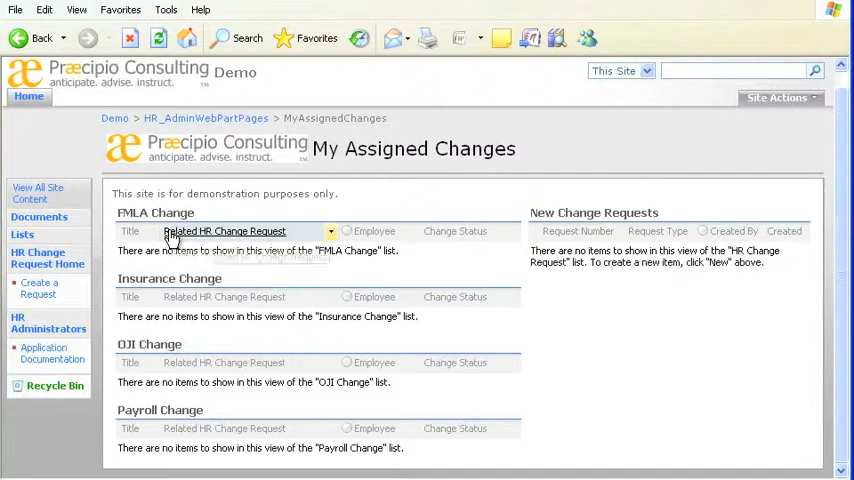 File Edit View Favorites Tools Help
Back Search Favorites
Præcipio Consulting
anticipate. advise. instruct.™
Demo
This Site
Home
Site Actions
Demo > HR_AdminWebPartPages > MyAssignedChanges
Præcipio Consulting
anticipate. advise. instruct.™
My Assigned Changes
View All Site
Content
Documents
Lists
HR Change
Request Home
Create a
Request
HR
Administrators
Application
Documentation
Recycle Bin
This site is for demonstration purposes only.
FMLA Change
Title Related HR Change Request Employee Change Status
There are no items to show in this view of the "FMLA Change" list.
Insurance Change
Title Related HR Change Request Employee Change Status
There are no items to show in this view of the "Insurance Change" list.
OJI Change
Title Related HR Change Request Employee Change Status
There are no items to show in this view of the "OJI Change" list.
Payroll Change
Title Related HR Change Request Employee Change Status
There are no items to show in this view of the "Payroll Change" list.
New Change Requests
Request Number Request Type Created By Created
There are no items to show in this view of the "HR Change
Request" list. To create a new item, click "New" above.